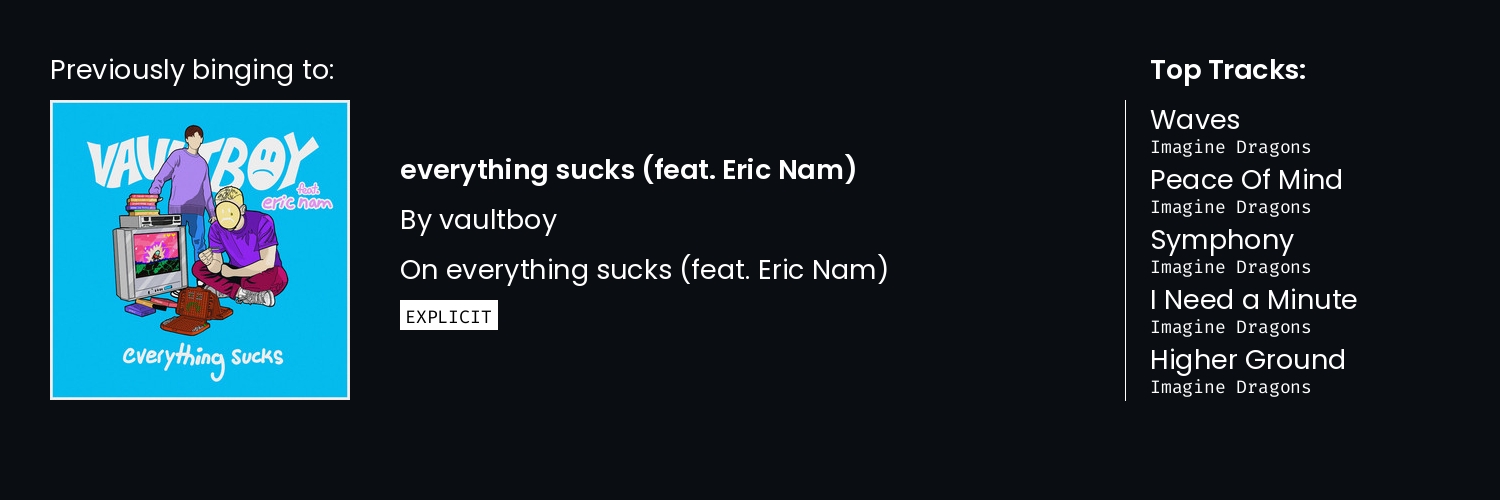 Previously binging to:
VAULTBOY
feat.
eric nam
everything sucks
everything sucks (feat. Eric Nam)
By vaultboy
On everything sucks (feat. Eric Nam)
EXPLICIT
Top Tracks:
Waves
Imagine Dragons
Peace Of Mind
Imagine Dragons
Symphony
Imagine Dragons
I Need a Minute
Imagine Dragons
Higher Ground
Imagine Dragons